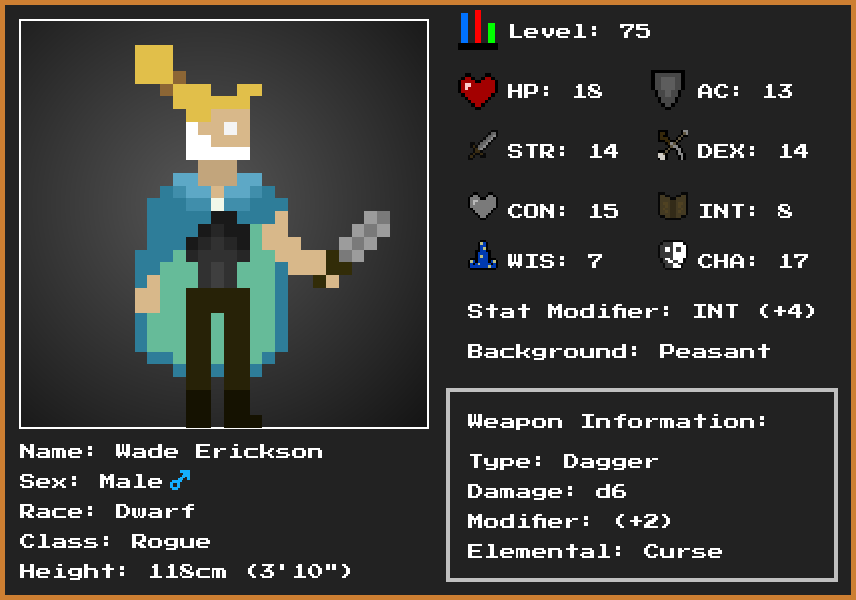 Level: 75
HP: 18 AC: 13
STR: 14 DEX: 14
CON: 15 INT: 8
WIS: 7 CHA: 17
Stat Modifier: INT (+4)
Background: Peasant
Weapon Information:
Type: Dagger
Damage: d6
Modifier: (+2)
Elemental: Curse
Name: Wade Erickson
Sex: Male♂
Race: Dwarf
Class: Rogue
Height: 118cm (3'10")